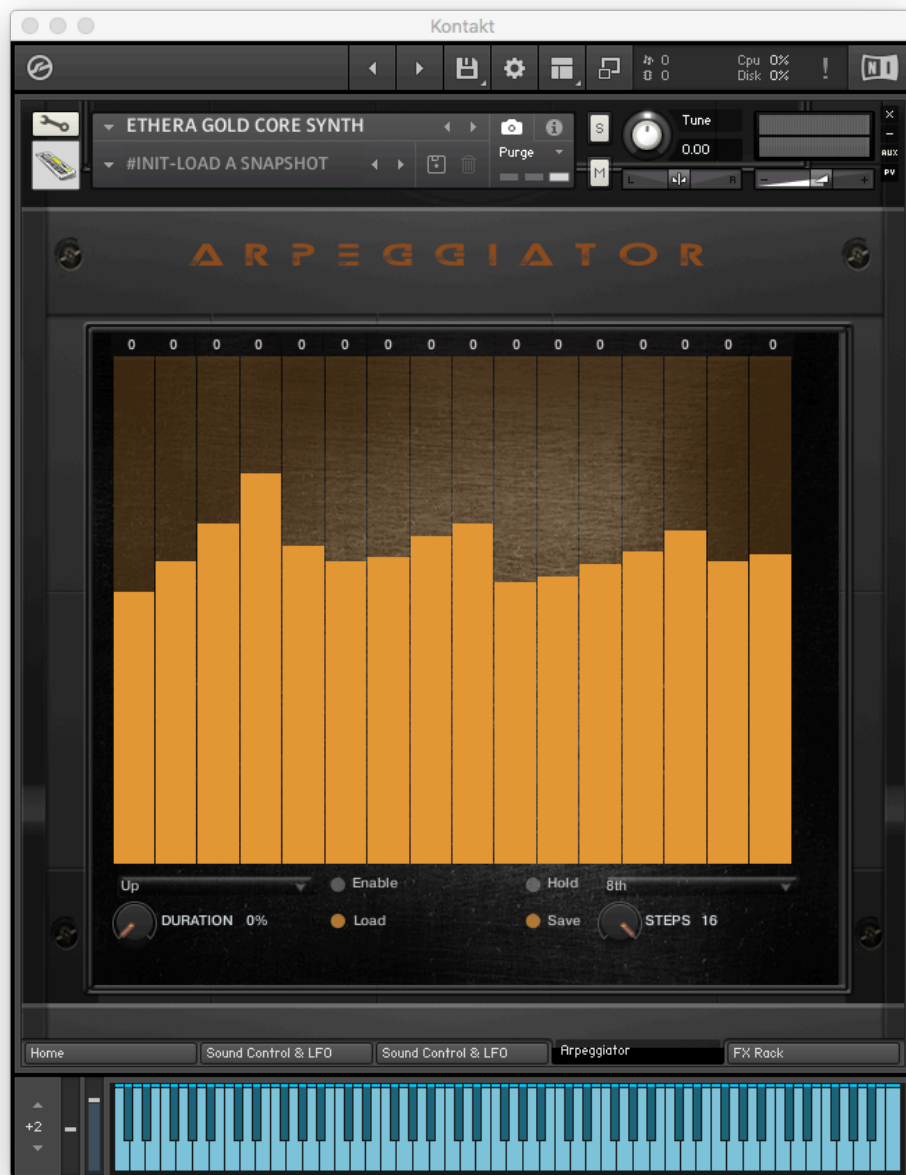 Kontakt
0 Cpu 0%
0 Disk 0% ! NI
ETHERA GOLD CORE SYNTH
#INIT-LOAD A SNAPSHOT
Purge
S
M
Tune
0.00
L R
- +
x
-
AUX
PV
ARPEGGIATOR
0 0 0 0 0 0 0 0 0 0 0 0 0 0 0 0
Up Enable Hold 8th
DURATION 0% Load Save STEPS 16
Home Sound Control & LFO Sound Control & LFO Arpeggiator FX Rack
+2